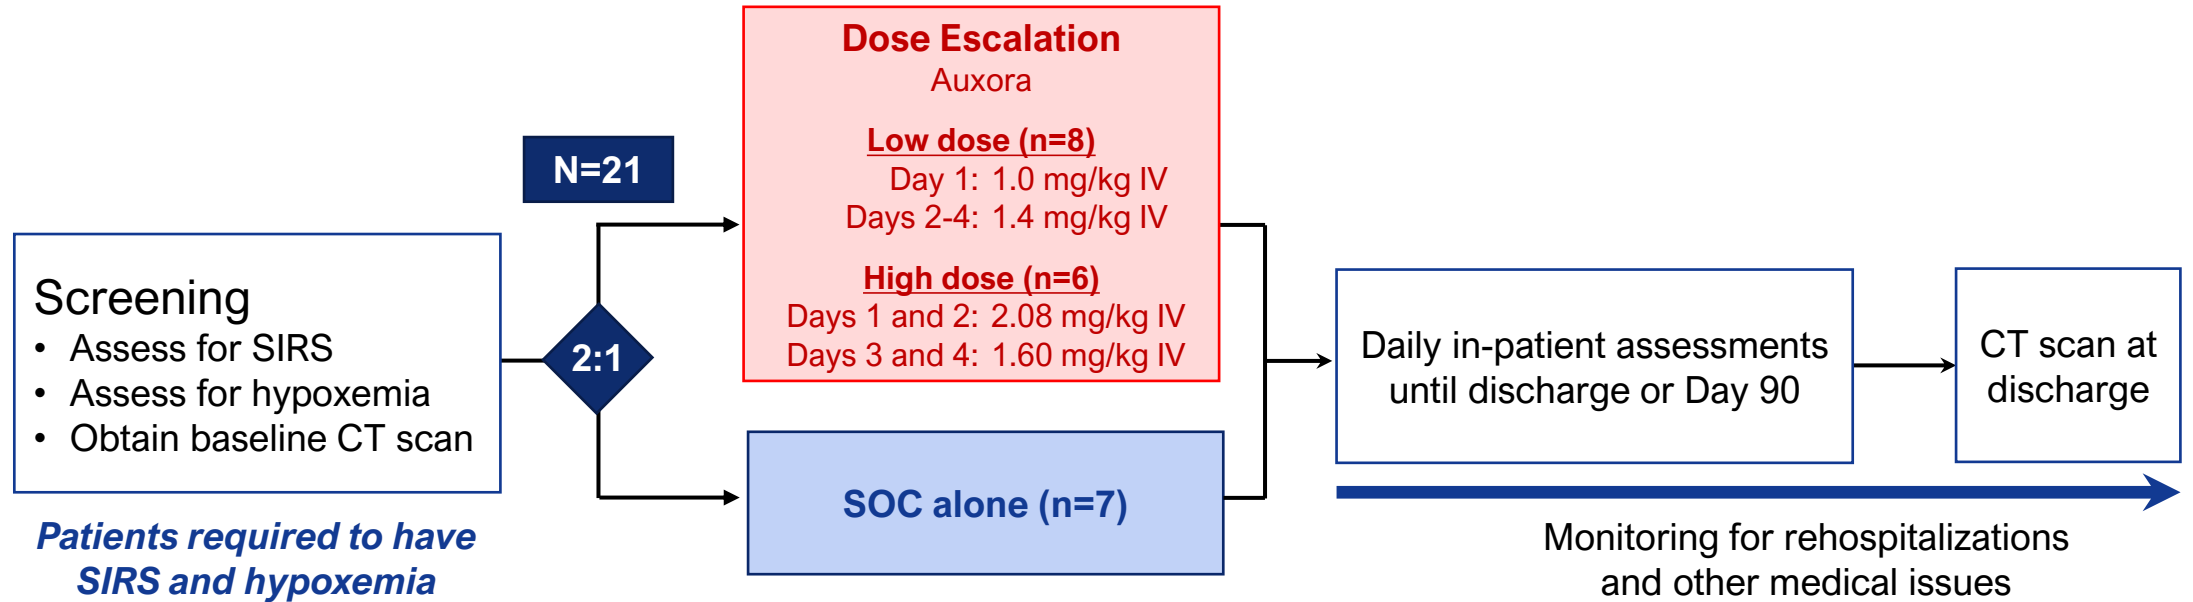 Screening
• Assess for SIRS
• Assess for hypoxemia
• Obtain baseline CT scan
Patients required to have
SIRS and hypoxemia
N=21
2:1
Dose Escalation
Auxora
Low dose (n=8)
Day 1: 1.0 mg/kg IV
Days 2-4: 1.4 mg/kg IV
High dose (n=6)
Days 1 and 2: 2.08 mg/kg IV
Days 3 and 4: 1.60 mg/kg IV
SOC alone (n=7)
Daily in-patient assessments
until discharge or Day 90
CT scan at
discharge
Monitoring for rehospitalizations
and other medical issues